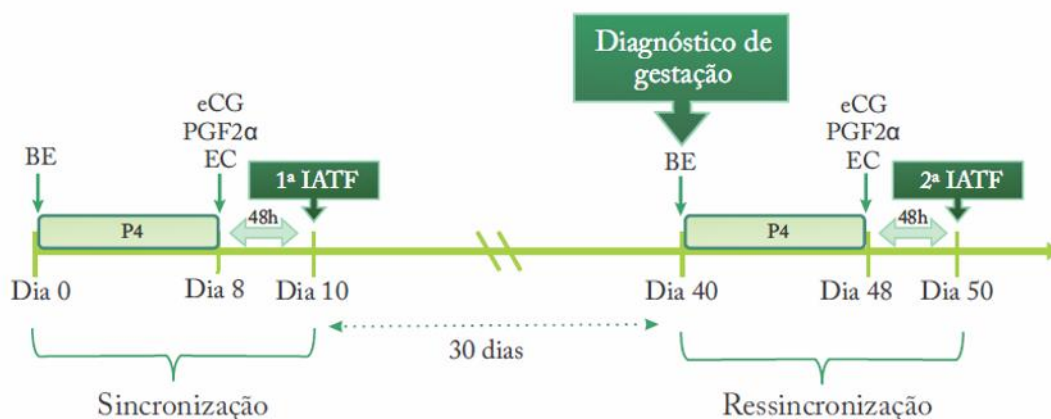 Diagnóstico de
gestação
eCG
PGF2α
BE
EC
1ª IATF
BE
eCG
PGF2α
EC
2ª IATF
P4
48h
P4
48h
Dia 0
Dia 8
Dia 10
Dia 40
Dia 48
Dia 50
30 dias
Sincronização
Ressincronização